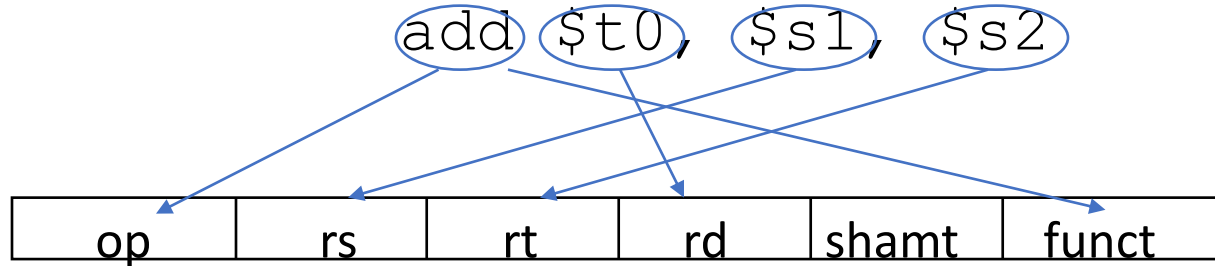 add $t0, $s1, $s2
op rs rt rd shamt funct